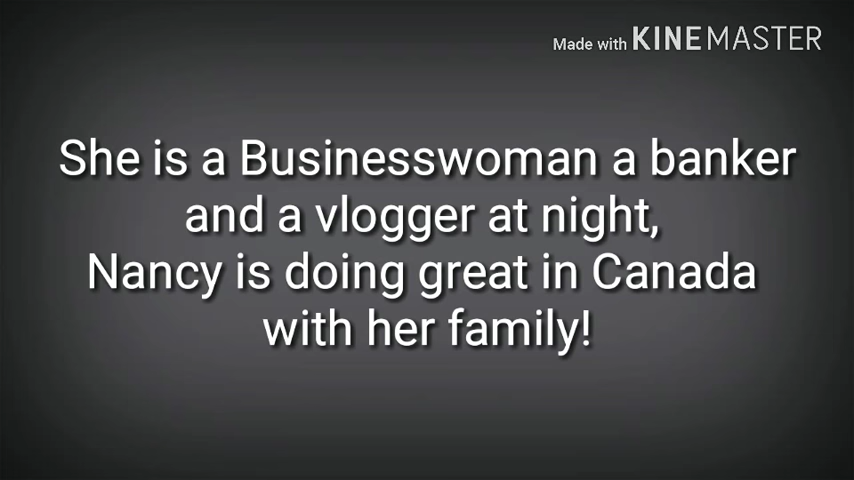 Made with KINEMASTER
She is a Businesswoman a banker
and a vlogger at night,
Nancy is doing great in Canada
with her family!